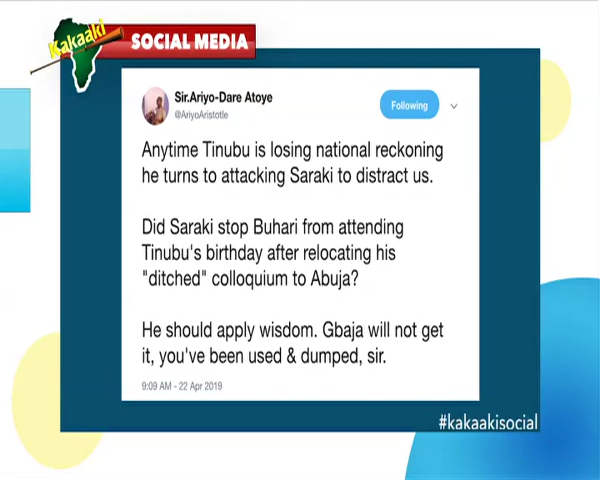 Kakaaki
SOCIAL MEDIA
Sir.Ariyo-Dare Atoye
@AriyoAristotle
Following
Anytime Tinubu is losing national reckoning
he turns to attacking Saraki to distract us.
Did Saraki stop Buhari from attending
Tinubu's birthday after relocating his
"ditched" colloquium to Abuja?
He should apply wisdom. Gbaja will not get
it, you've been used & dumped, sir.
9:09 AM - 22 Apr 2019
#kakaakisocial